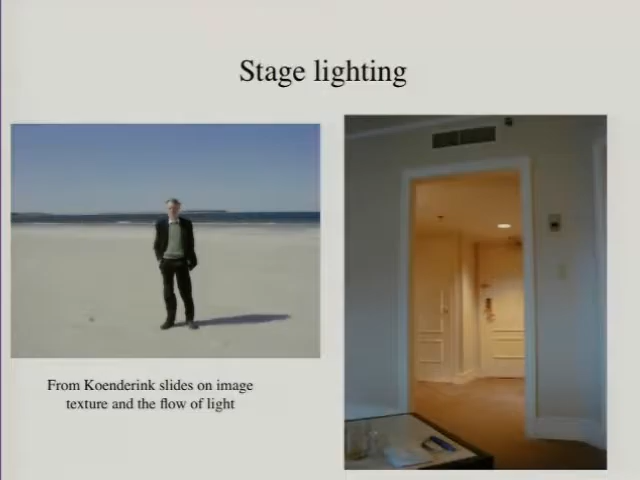 Stage lighting
From Koenderink slides on image
texture and the flow of light